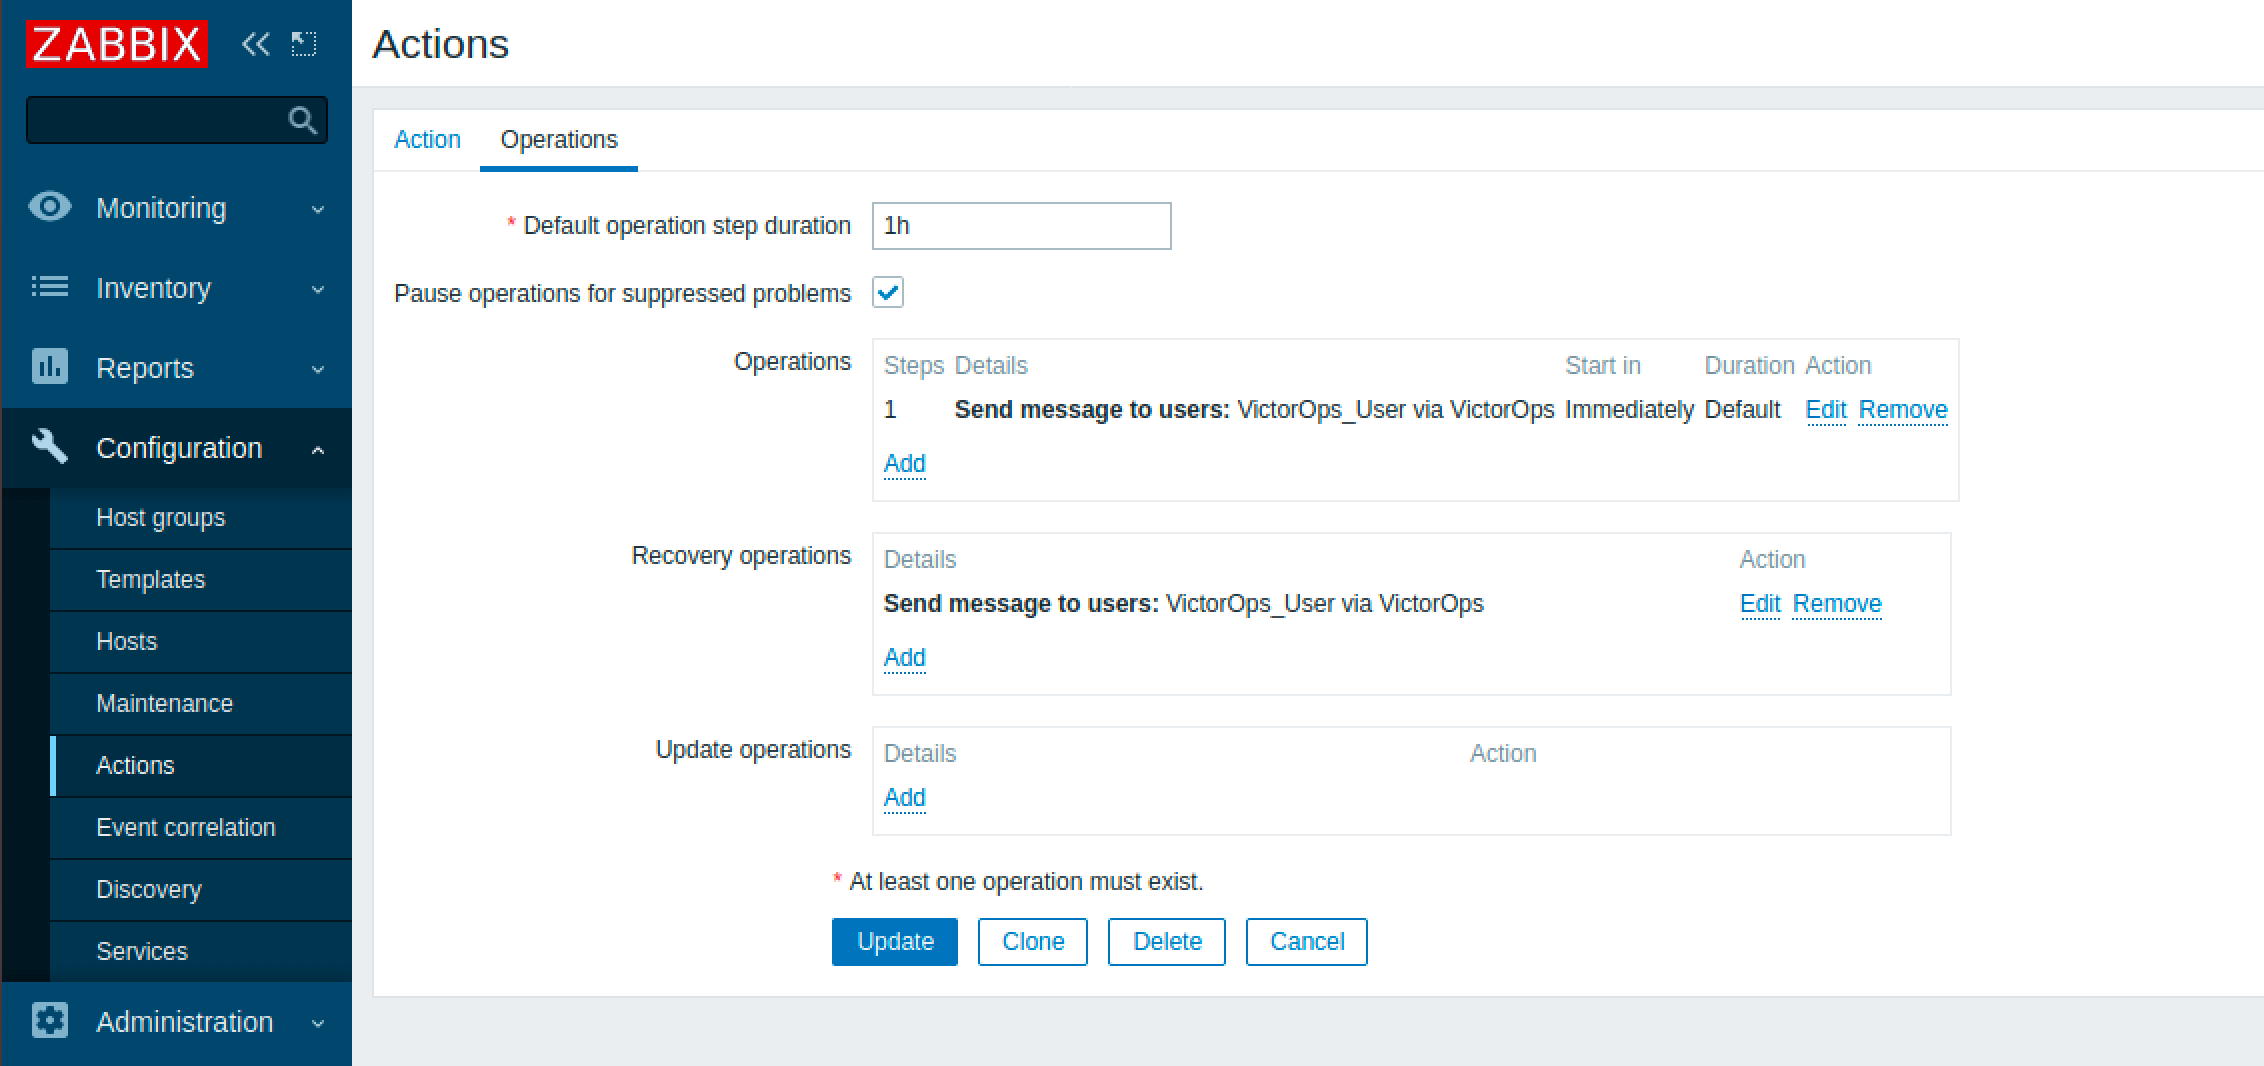 ZABBIX
Monitoring
Inventory
Reports
Configuration
Host groups
Templates
Hosts
Maintenance
Actions
Event correlation
Discovery
Services
Administration
Actions
Action Operations
* Default operation step duration 1h
Pause operations for suppressed problems
Operations
Steps Details Start in Duration Action
1 Send message to users: VictorOps_User via VictorOps Immediately Default Edit Remove
Add
Recovery operations
Details Action
Send message to users: VictorOps_User via VictorOps Edit Remove
Add
Update operations
Details Action
Add
* At least one operation must exist.
Update Clone Delete Cancel